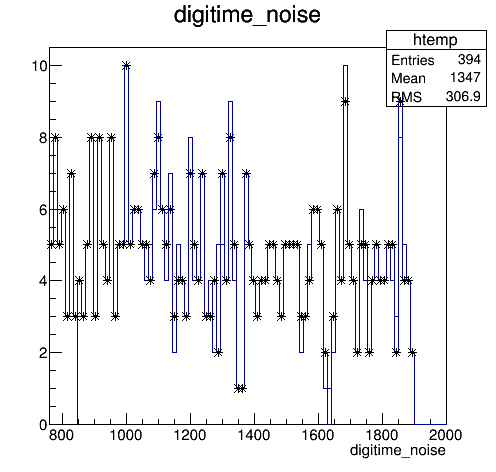 digitime_noise
htemp
Entries 394
Mean 1347
RMS 306.9
10
8
6
4
2
0
800 1000 1200 1400 1600 1800 2000
digitime_noise